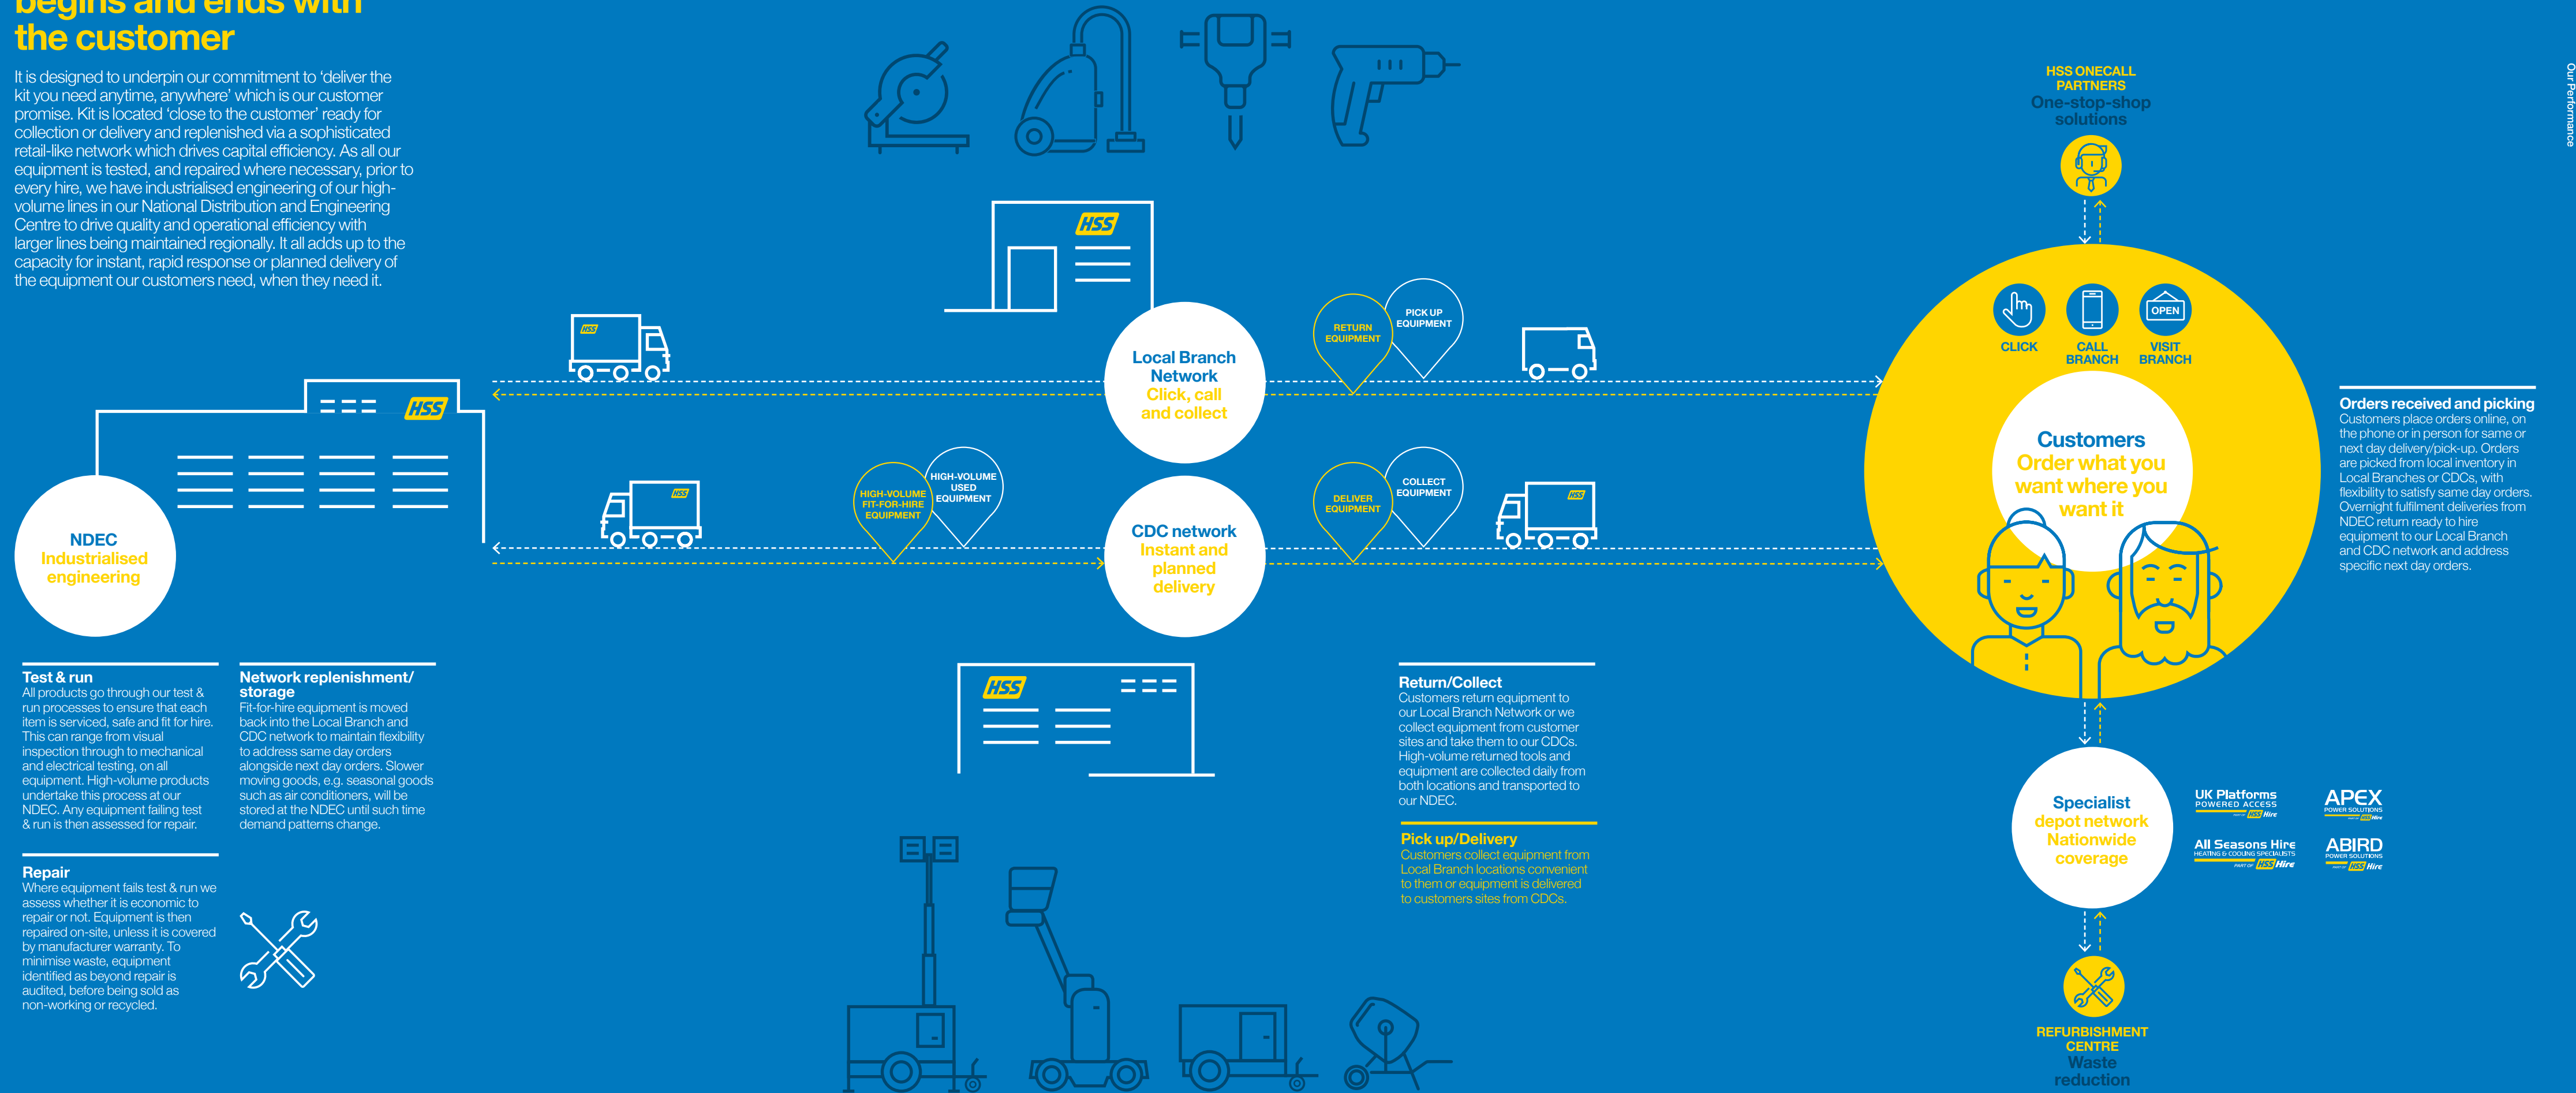 begins and ends with
the customer
It is designed to underpin our commitment to ‘deliver the
kit you need anytime, anywhere’ which is our customer
promise. Kit is located ‘close to the customer’ ready for
collection or delivery and replenished via a sophisticated
retail-like network which drives capital efficiency. As all our
equipment is tested, and repaired where necessary, prior to
every hire, we have industrialised engineering of our high-
volume lines in our National Distribution and Engineering
Centre to drive quality and operational efficiency with
larger lines being maintained regionally. It all adds up to the
capacity for instant, rapid response or planned delivery of
the equipment our customers need, when they need it.
HSS
HSS
HSS
NDEC
Industrialised
engineering
HSS
HIGH-VOLUME
FIT-FOR-HIRE
EQUIPMENT
HIGH-VOLUME
USED
EQUIPMENT
Local Branch
Network
Click, call
and collect
RETURN
EQUIPMENT
PICK UP
EQUIPMENT
CDC network
Instant and
planned
delivery
DELIVER
EQUIPMENT
COLLECT
EQUIPMENT
HSS
HSS
Test & run
All products go through our test &
run processes to ensure that each
item is serviced, safe and fit for hire.
This can range from visual
inspection through to mechanical
and electrical testing, on all
equipment. High-volume products
undertake this process at our
NDEC. Any equipment failing test
& run is then assessed for repair.
Network replenishment/
storage
Fit-for-hire equipment is moved
back into the Local Branch and
CDC network to maintain flexibility
to address same day orders
alongside next day orders. Slower
moving goods, e.g. seasonal goods
such as air conditioners, will be
stored at the NDEC until such time
demand patterns change.
Repair
Where equipment fails test & run we
assess whether it is economic to
repair or not. Equipment is then
repaired on-site, unless it is covered
by manufacturer warranty. To
minimise waste, equipment
identified as beyond repair is
audited, before being sold as
non-working or recycled.
Return/Collect
Customers return equipment to
our Local Branch Network or we
collect equipment from customer
sites and take them to our CDCs.
High-volume returned tools and
equipment are collected daily from
both locations and transported to
our NDEC.
Pick up/Delivery
Customers collect equipment from
Local Branch locations convenient
to them or equipment is delivered
to customers sites from CDCs.
HSS ONECALL
PARTNERS
One-stop-shop
solutions
CLICK
CALL
BRANCH
OPEN
VISIT
BRANCH
Customers
Order what you
want where you
want it
Orders received and picking
Customers place orders online, on
the phone or in person for same or
next day delivery/pick-up. Orders
are picked from local inventory in
Local Branches or CDCs, with
flexibility to satisfy same day orders.
Overnight fulfilment deliveries from
NDEC return ready to hire
equipment to our Local Branch
and CDC network and address
specific next day orders.
Specialist
depot network
Nationwide
coverage
UK Platforms
POWERED ACCESS
PART OF HSS Hire
APEX
POWER SOLUTIONS
PART OF HSS Hire
All Seasons Hire
HEATING & COOLING SPECIALISTS
PART OF HSS Hire
ABIRD
POWER SOLUTIONS
PART OF HSS Hire
REFURBISHMENT
CENTRE
Waste
reduction
Our Performance